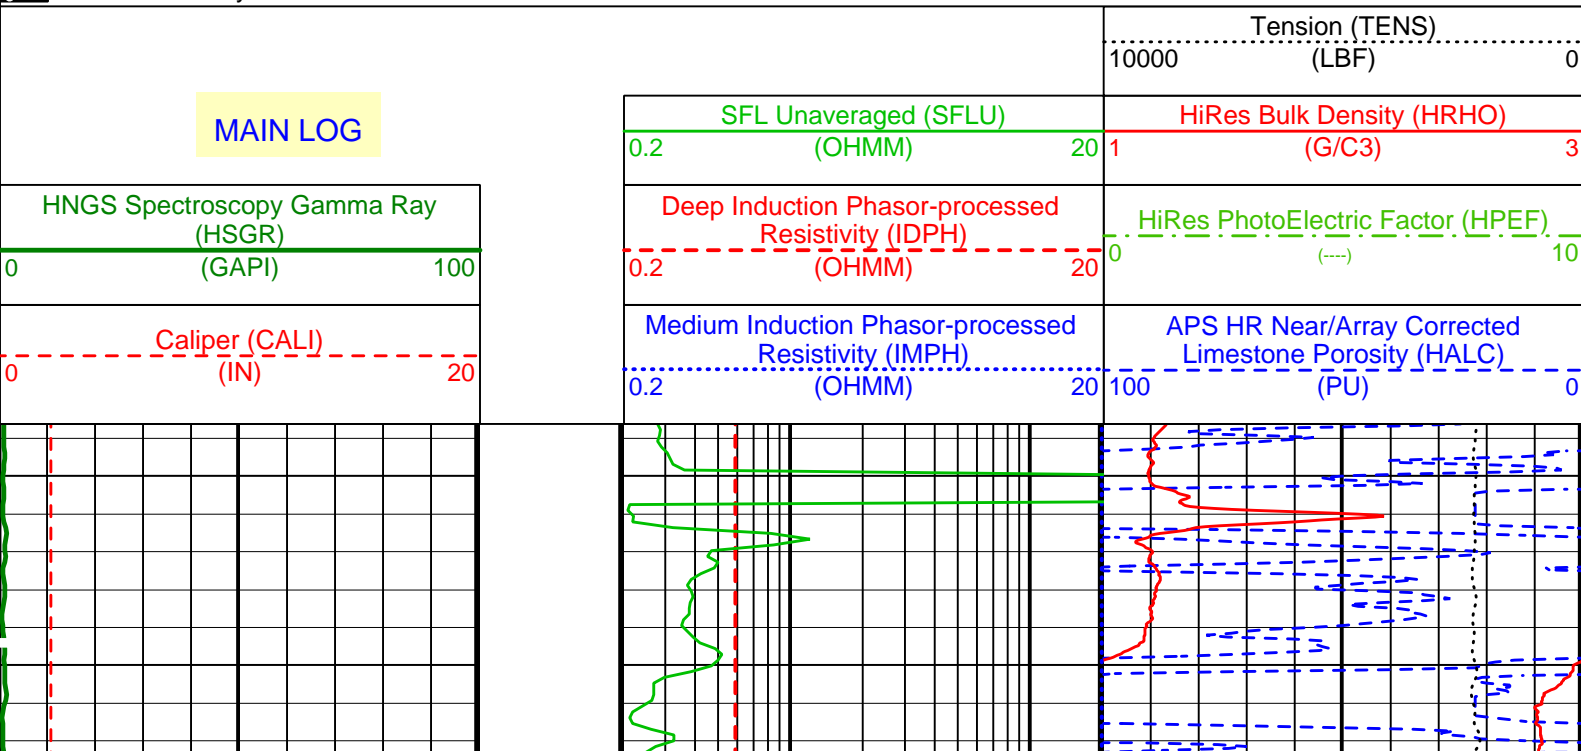 Tension (TENS)
10000 (LBF) 0
MAIN LOG
SFL Unaveraged (SFLU)
0.2 (OHMM) 20
HiRes Bulk Density (HRHO)
1 (G/C3) 3
HNGS Spectroscopy Gamma Ray
(HSGR)
0 (GAPI) 100
Deep Induction Phasor-processed
Resistivity (IDPH)
0.2 (OHMM) 20
HiRes PhotoElectric Factor (HPEF)
0 (----) 10
Caliper (CALI)
0 (IN) 20
Medium Induction Phasor-processed
Resistivity (IMPH)
0.2 (OHMM) 20
APS HR Near/Array Corrected
Limestone Porosity (HALC)
100 (PU) 0